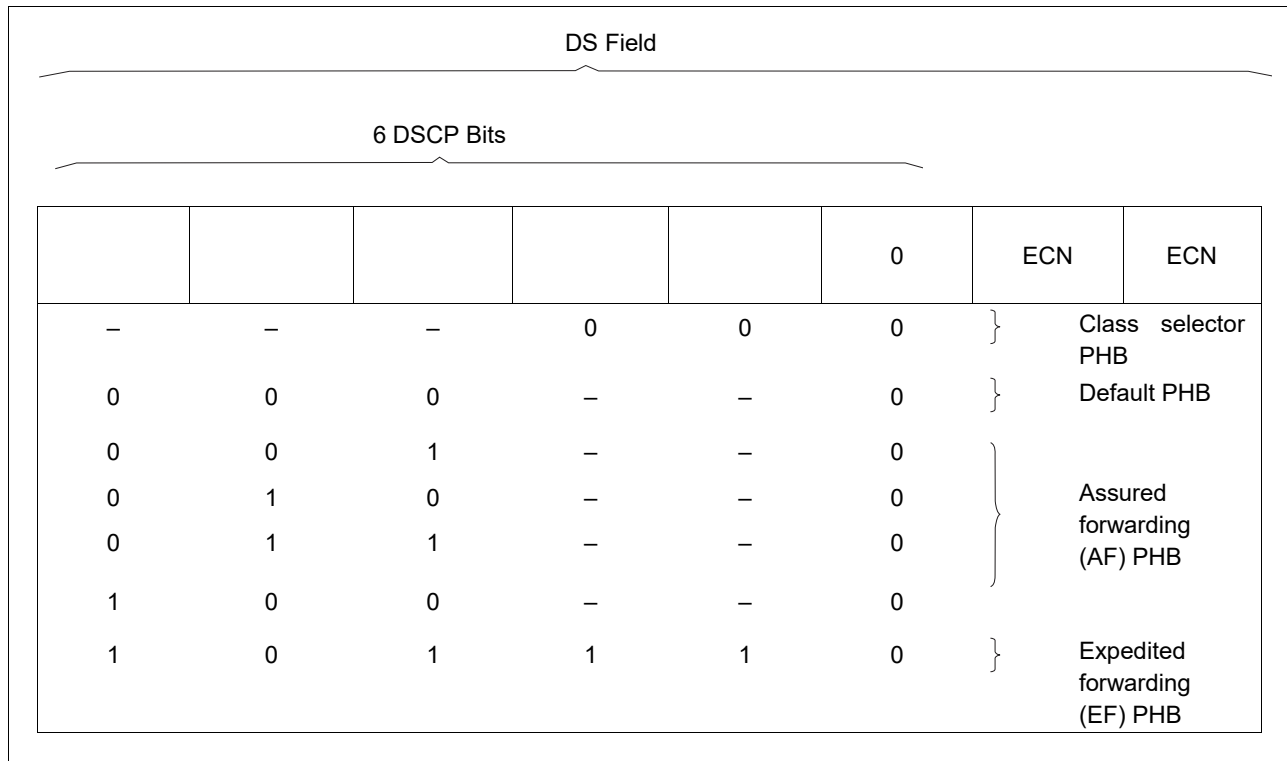 DS Field
6 DSCP Bits
0 ECN ECN
– – – 0 0 0 Class selector
PHB
0 0 0 – – 0 Default PHB
0 0 1 – – 0
0 1 0 – – 0 Assured
forwarding
0 1 1 – – 0 (AF) PHB
1 0 0 – – 0
1 0 1 1 1 0 Expedited
forwarding
(EF) PHB